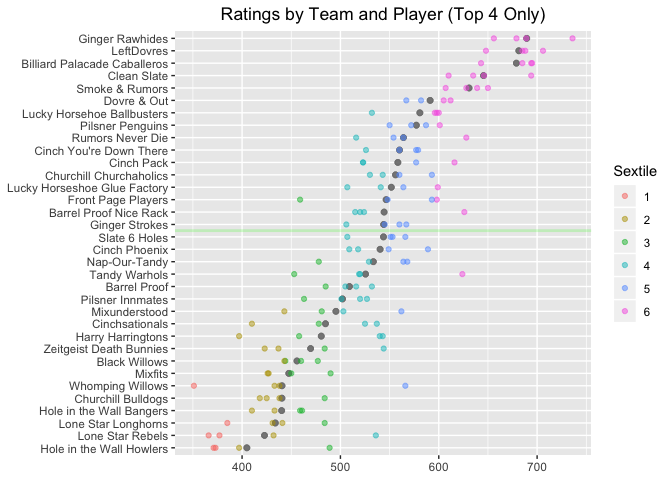 Ratings by Team and Player (Top 4 Only)
Ginger Rawhides
LeftDovres
Billiard Palacade Caballeros
Clean Slate
Smoke & Rumors
Dovre & Out
Lucky Horsehoe Ballbusters
Pilsner Penguins
Rumors Never Die
Cinch You're Down There
Cinch Pack
Churchill Churchaholics
Lucky Horseshoe Glue Factory
Front Page Players
Barrel Proof Nice Rack
Ginger Strokes
Slate 6 Holes
Cinch Phoenix
Nap-Our-Tandy
Tandy Warhols
Barrel Proof
Pilsner Innmates
Mixunderstood
Cinchsationals
Harry Harringtons
Zeitgeist Death Bunnies
Black Willows
Mixfits
Whomping Willows
Churchill Bulldogs
Hole in the Wall Bangers
Lone Star Longhorns
Lone Star Rebels
Hole in the Wall Howlers
400 500 600 700
Sextile
1
2
3
4
5
6